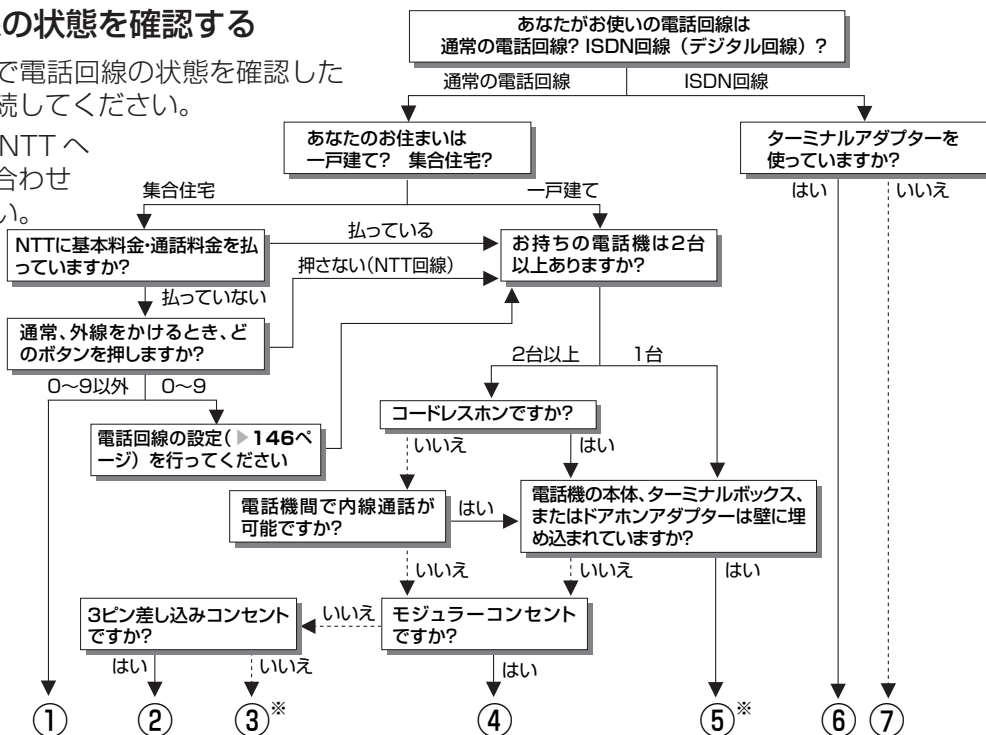 の状態を確認する
で電話回線の状態を確認した
続してください。
NTT へ
合わせ
い。
あなたがお使いの電話回線は
通常の電話回線? ISDN回線（デジタル回線）?
通常の電話回線
ISDN回線
あなたのお住まいは
一戸建て? 集合住宅?
ターミナルアダプターを
使っていますか?
はい
いいえ
集合住宅
一戸建て
NTTに基本料金・通話料金を払
っていますか?
払っている
お持ちの電話機は2台
以上ありますか?
押さない（NTT回線）
払っていない
通常、外線をかけるとき、ど
のボタンを押しますか?
0〜9以外
0〜9
2台以上
1台
電話回線の設定（▶146ペ
ージ）を行ってください
コードレスホンですか?
いいえ
はい
電話機間で内線通話が
可能ですか?
はい
電話機の本体、ターミナルボックス、
またはドアホンアダプターは壁に埋
め込まれていますか?
いいえ
いいえ
はい
3ピン差し込みコンセント
ですか?
いいえ
モジュラーコンセント
ですか?
はい
いいえ
はい
①
②
③※
④
⑤※
⑥
⑦